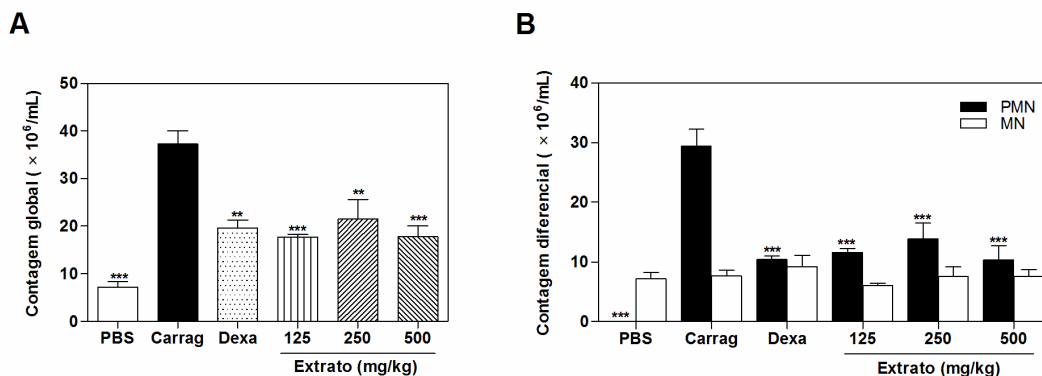 A
Contagem global ( × 10⁶/mL)
50
40
30
20
10
0
***
**
***
**
***
PBS Carrag Dexa 125 250 500
Extrato (mg/kg)
B
Contagem diferencial ( × 10⁶/mL)
40
30
20
10
0
PMN
MN
***
***
***
***
***
PBS Carrag Dexa 125 250 500
Extrato (mg/kg)